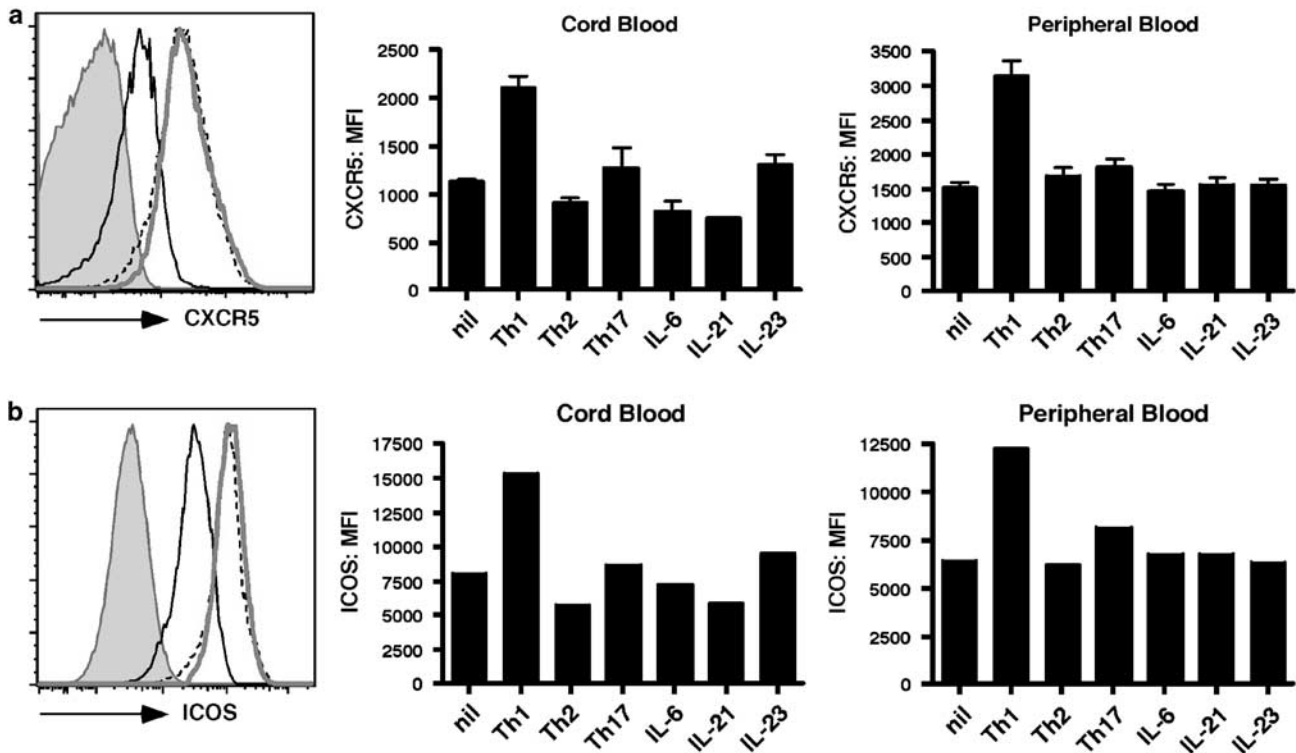 a
CXCR5
Cord Blood
CXCR5: MFI
2500
2000
1500
1000
500
0
nil
Th1
Th2
Th17
IL-6
IL-21
IL-23
Peripheral Blood
CXCR5: MFI
3500
3000
2500
2000
1500
1000
500
0
nil
Th1
Th2
Th17
IL-6
IL-21
IL-23
b
ICOS
Cord Blood
ICOS: MFI
17500
15000
12500
10000
7500
5000
2500
0
nil
Th1
Th2
Th17
IL-6
IL-21
IL-23
Peripheral Blood
ICOS: MFI
12500
10000
7500
5000
2500
0
nil
Th1
Th2
Th17
IL-6
IL-21
IL-23